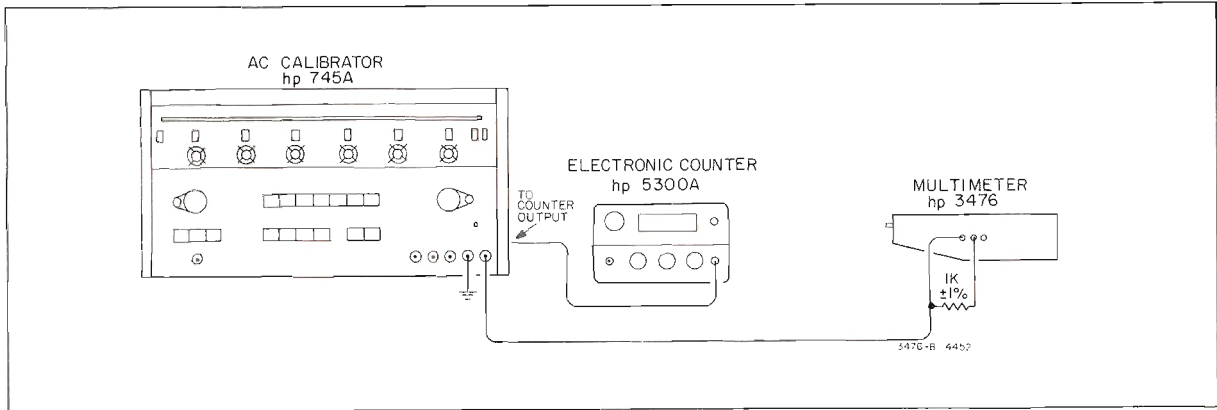 AC CALIBRATOR
hp 745A
TO
COUNTER
OUTPUT
ELECTRONIC COUNTER
hp 5300A
MULTIMETER
hp 3476
1K
±1%
3476-B 4452